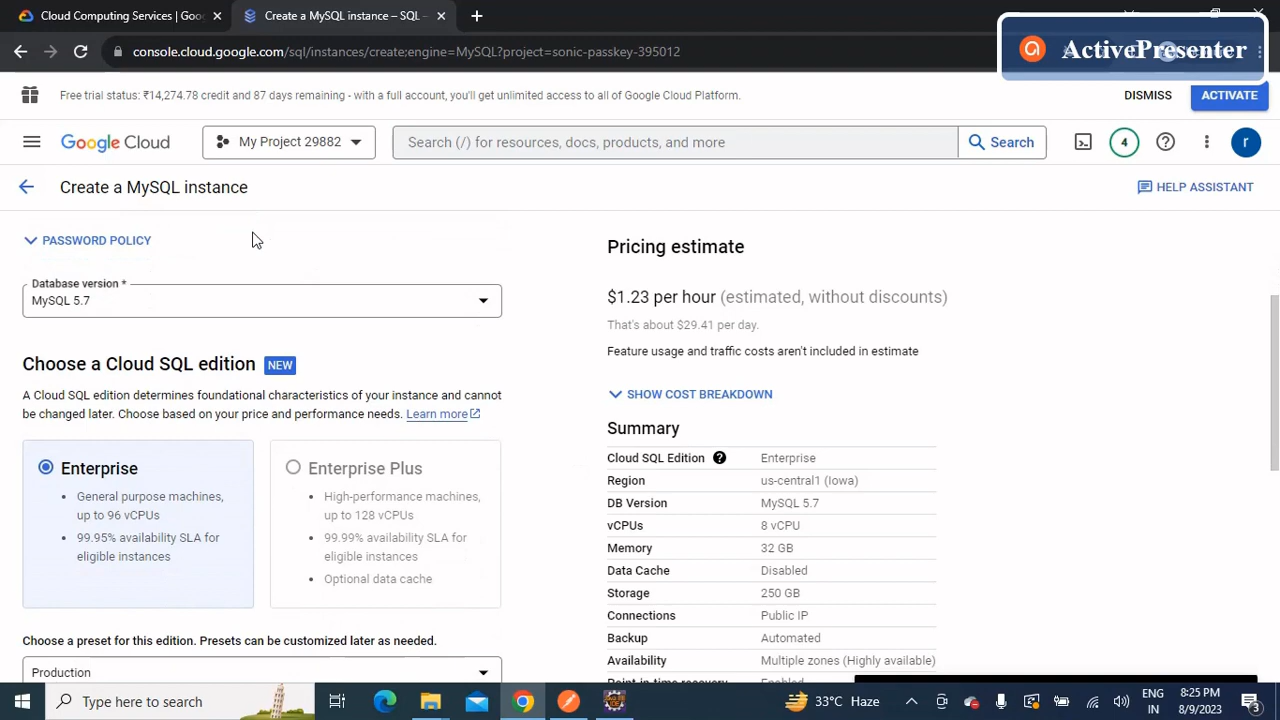 Cloud Computing Services | Goo
Create a MySQL instance – SQL –
console.cloud.google.com/sql/instances/create;engine=MySQL?project=sonic-passkey-395012
ActivePresenter
Free trial status: ₹14,274.78 credit and 87 days remaining - with a full account, you'll get unlimited access to all of Google Cloud Platform.
DISMISS
ACTIVATE
Google Cloud
My Project 29882
Search (/) for resources, docs, products, and more
Search
4
r
Create a MySQL instance
HELP ASSISTANT
PASSWORD POLICY
Database version *
MySQL 5.7
Choose a Cloud SQL edition NEW
A Cloud SQL edition determines foundational characteristics of your instance and cannot
be changed later. Choose based on your price and performance needs. Learn more
Enterprise
• General purpose machines,
up to 96 vCPUs
• 99.95% availability SLA for
eligible instances
Enterprise Plus
• High-performance machines,
up to 128 vCPUs
• 99.99% availability SLA for
eligible instances
• Optional data cache
Choose a preset for this edition. Presets can be customized later as needed.
Production
Pricing estimate
$1.23 per hour (estimated, without discounts)
That's about $29.41 per day.
Feature usage and traffic costs aren't included in estimate
SHOW COST BREAKDOWN
Summary
Cloud SQL Edition Enterprise
Region us-central1 (Iowa)
DB Version MySQL 5.7
vCPUs 8 vCPU
Memory 32 GB
Data Cache Disabled
Storage 250 GB
Connections Public IP
Backup Automated
Availability Multiple zones (Highly available)
Type here to search
33°C Haze
ENG
IN
8:25 PM
8/9/2023
3